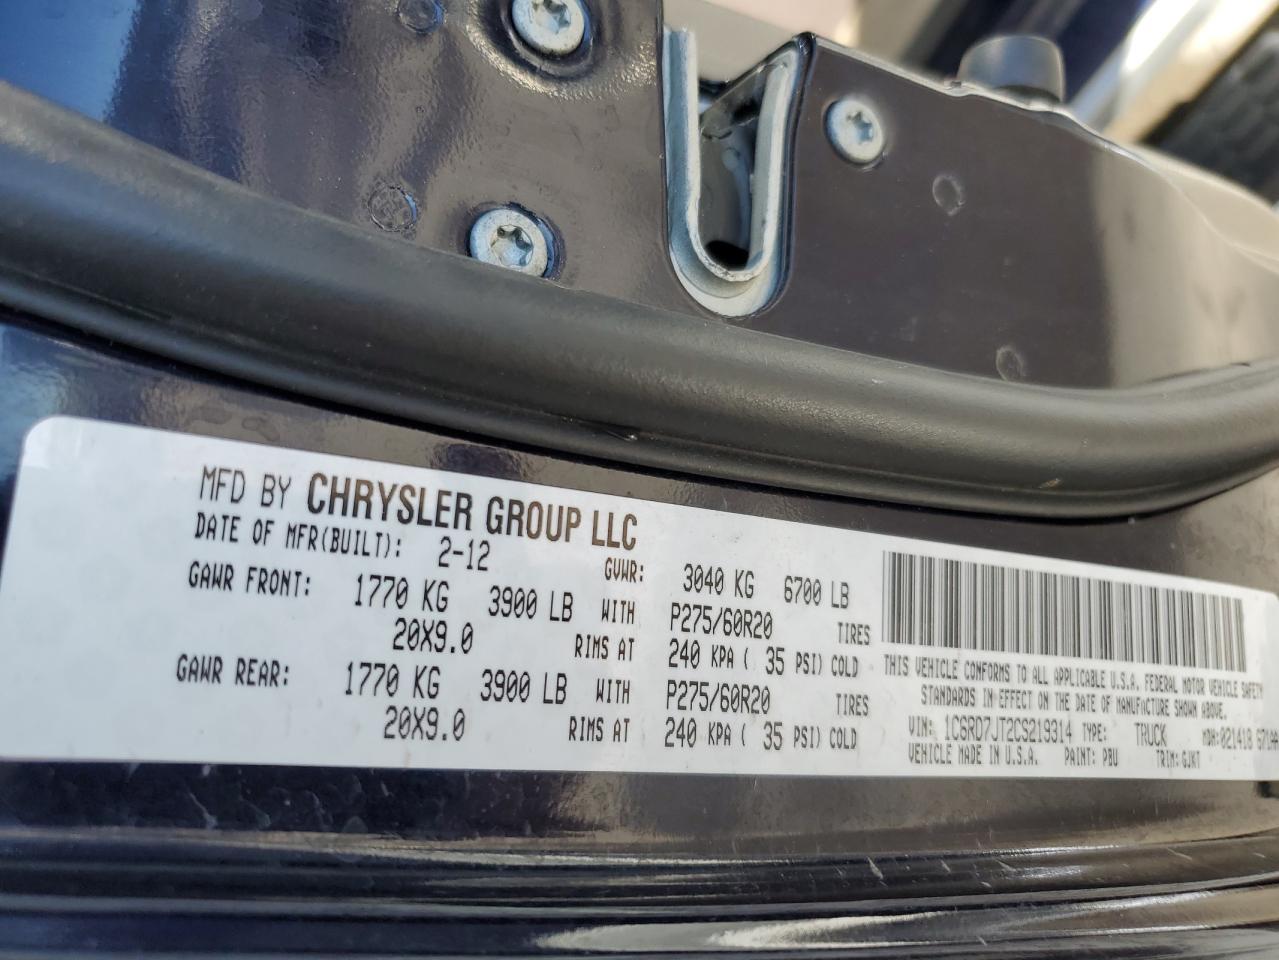 MFD BY CHRYSLER GROUP LLC
DATE OF MFR(BUILT): 2-12 GVWR: 3040 KG 6700 LB
GAWR FRONT: 1770 KG 3900 LB WITH P275/60R20 TIRES
20X9.0 RIMS AT 240 KPA ( 35 PSI) COLD
GAWR REAR: 1770 KG 3900 LB WITH P275/60R20 TIRES
20X9.0 RIMS AT 240 KPA ( 35 PSI) COLD
THIS VEHICLE CONFORMS TO ALL APPLICABLE U.S.A. FEDERAL MOTOR VEHICLE SAFETY
STANDARDS IN EFFECT ON THE DATE OF MANUFACTURE SHOWN ABOVE.
VIN: 1C6RD7JT2CS219314 TYPE: TRUCK MDH: 021418
VEHICLE MADE IN U.S.A. PAINT: PBU TRIM: GJKT